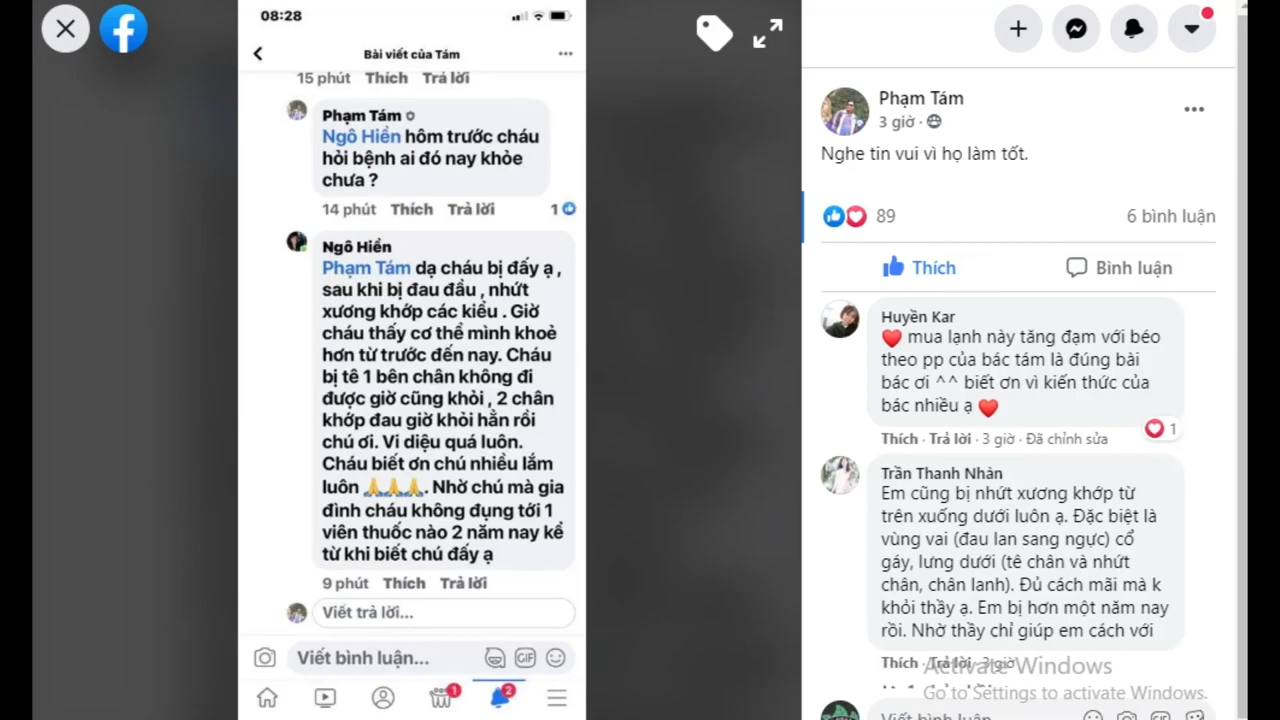 08:28
Bài viết của Tám
15 phút Thích Trả lời
Phạm Tám
Ngô Hiền hôm trước cháu
hỏi bệnh ai đó nay khỏe
chưa ?
14 phút Thích Trả lời 1
Ngô Hiền
Phạm Tám dạ cháu bị đấy ạ ,
sau khi bị đau đầu , nhứt
xương khớp các kiểu . Giờ
cháu thấy cơ thể mình khoẻ
hơn từ trước đến nay. Cháu
bị tê 1 bên chân không đi
được giờ cũng khỏi , 2 chân
khớp đau giờ khỏi hẳn rồi
chú ơi. Vi diệu quá luôn.
Cháu biết ơn chú nhiều lắm
luôn 🙏🙏🙏. Nhờ chú mà gia
đình cháu không đụng tới 1
viên thuốc nào 2 năm nay kể
từ khi biết chú đấy ạ
9 phút Thích Trả lời
Viết trả lời...
Viết bình luận...
GIF
1
2
Phạm Tám
3 giờ ·
Nghe tin vui vì họ làm tốt.
89
6 bình luận
Thích
Bình luận
Huyền Kar
❤️ mua lạnh này tăng đạm với béo
theo pp của bác tám là đúng bài
bác ơi ^^ biết ơn vì kiến thức của
bác nhiều ạ ❤️
1
Thích · Trả lời · 3 giờ · Đã chỉnh sửa
Trần Thanh Nhàn
Em cũng bị nhứt xương khớp từ
trên xuống dưới luôn ạ. Đặc biệt là
vùng vai (đau lan sang ngực) cổ
gáy, lưng dưới (tê chân và nhứt
chân, chân lanh). Đủ cách mãi mà k
khỏi thầy ạ. Em bị hơn một năm nay
rồi. Nhờ thầy chỉ giúp em cách với
Thích · Trả lời · 3 giờ
Activate Windows
Go to Settings to activate Windows.
Viết bình luận...